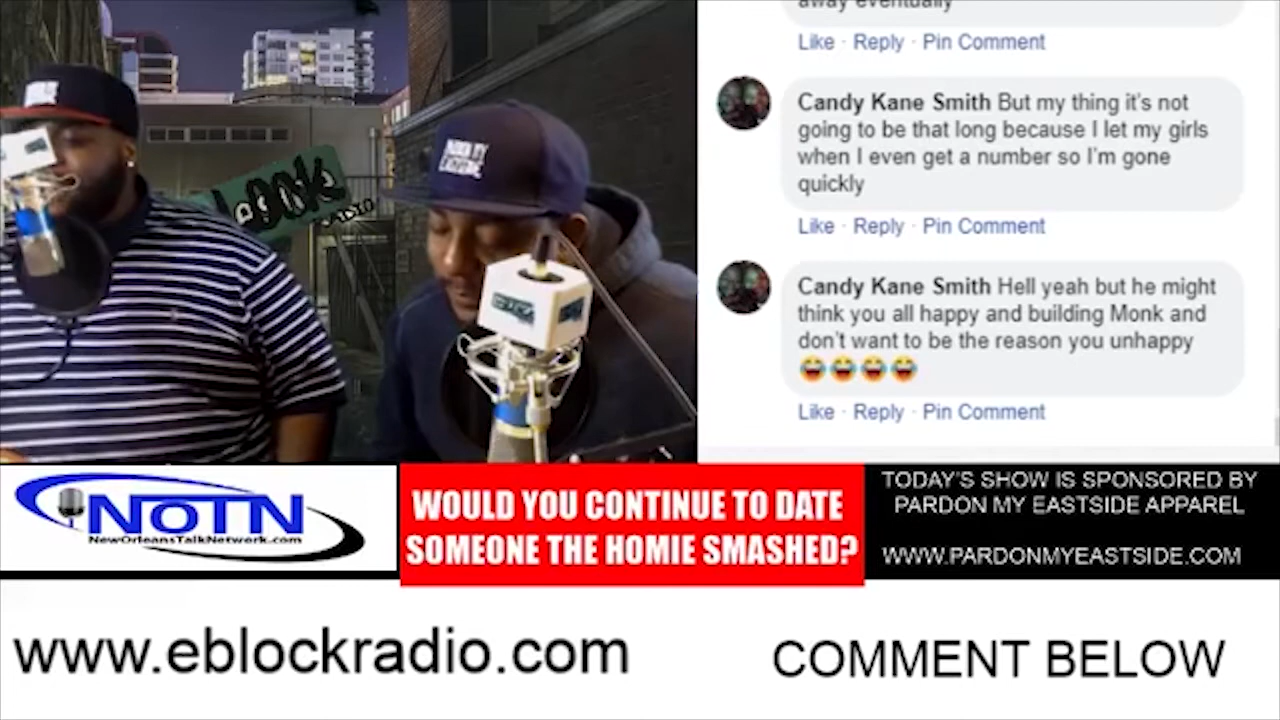 away eventually
Like · Reply · Pin Comment
Candy Kane Smith But my thing it's not
going to be that long because I let my girls
when I even get a number so I'm gone
quickly
Like · Reply · Pin Comment
Candy Kane Smith Hell yeah but he might
think you all happy and building Monk and
don't want to be the reason you unhappy
😂😂😂😂
Like · Reply · Pin Comment
NOTN
NewOrleansTalkNetwork.com
WOULD YOU CONTINUE TO DATE
SOMEONE THE HOMIE SMASHED?
TODAY'S SHOW IS SPONSORED BY
PARDON MY EASTSIDE APPAREL
WWW.PARDONMYEASTSIDE.COM
www.eblockradio.com
COMMENT BELOW